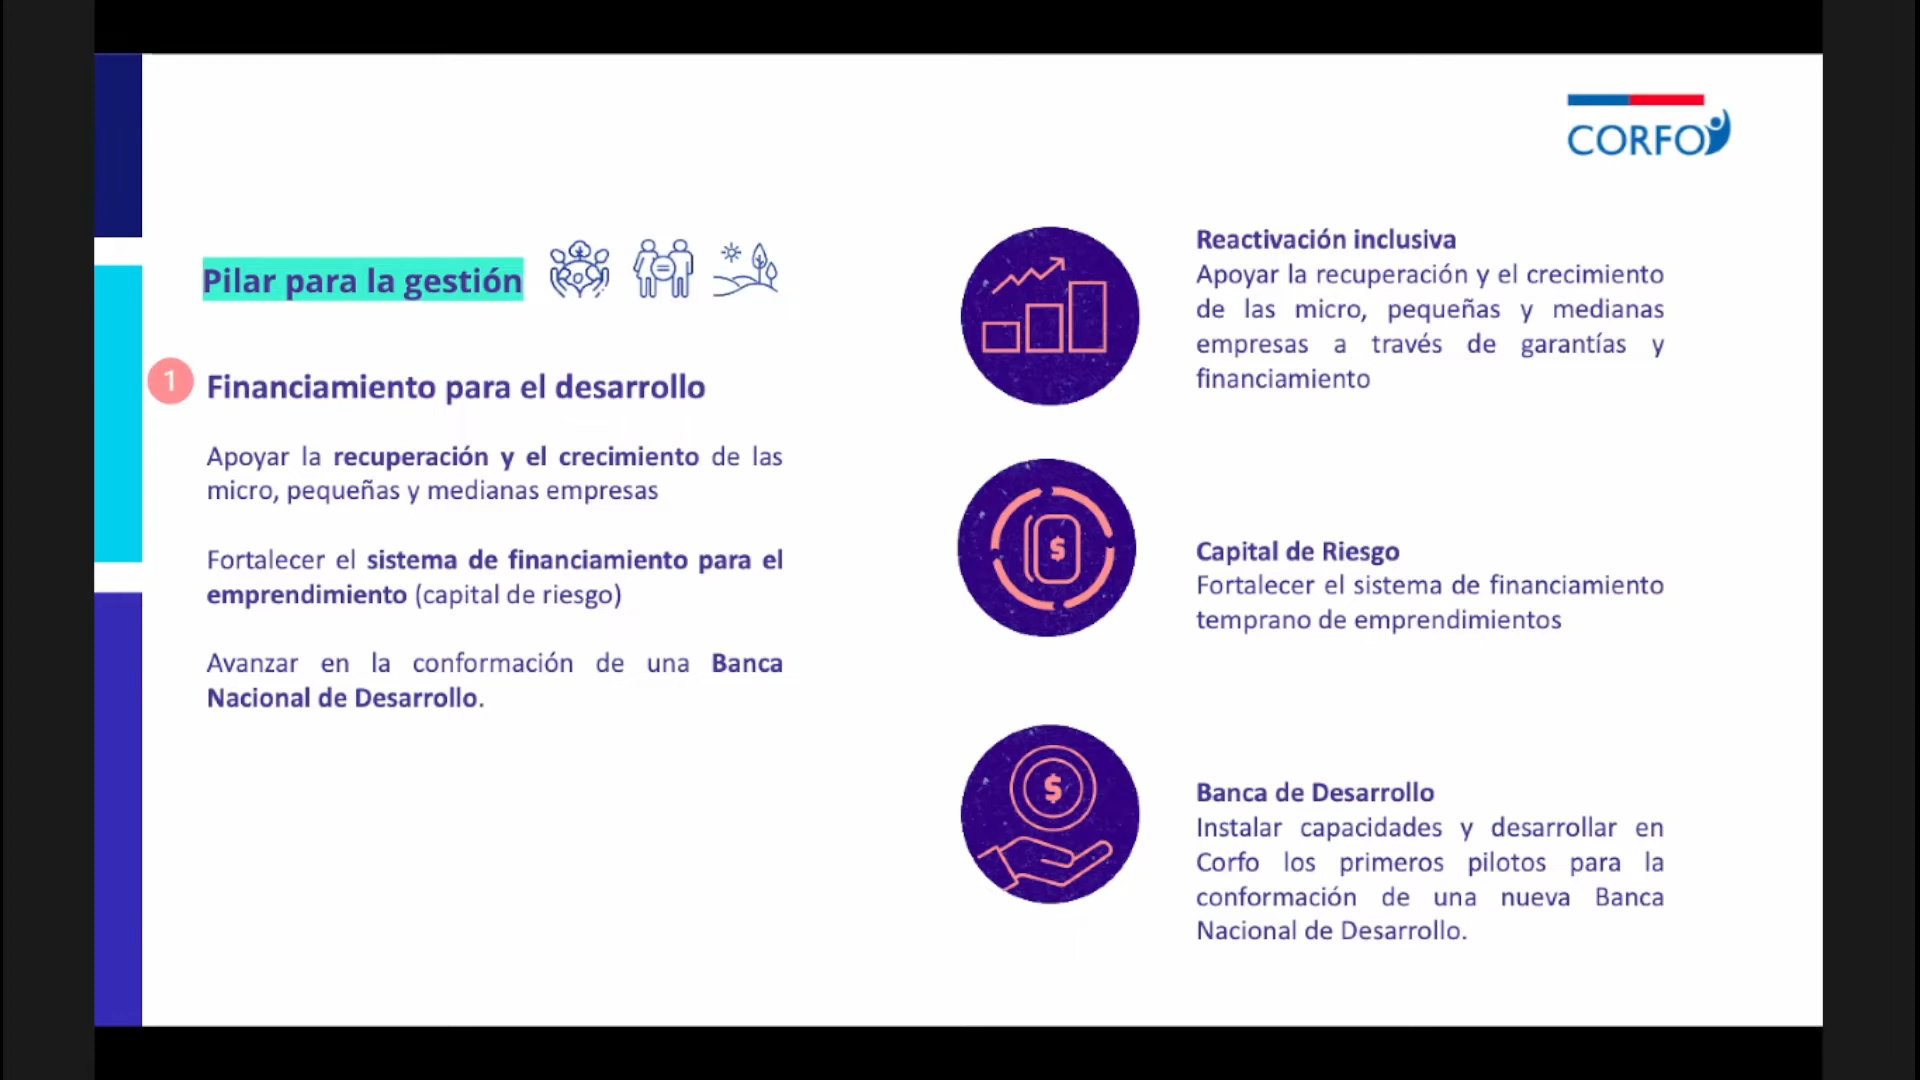 CORFO
Pilar para la gestión
1
Financiamiento para el desarrollo
Apoyar la recuperación y el crecimiento de las
micro, pequeñas y medianas empresas
Fortalecer el sistema de financiamiento para el
emprendimiento (capital de riesgo)
Avanzar en la conformación de una Banca
Nacional de Desarrollo.
Reactivación inclusiva
Apoyar la recuperación y el crecimiento
de las micro, pequeñas y medianas
empresas a través de garantías y
financiamiento
$
Capital de Riesgo
Fortalecer el sistema de financiamiento
temprano de emprendimientos
$
Banca de Desarrollo
Instalar capacidades y desarrollar en
Corfo los primeros pilotos para la
conformación de una nueva Banca
Nacional de Desarrollo.